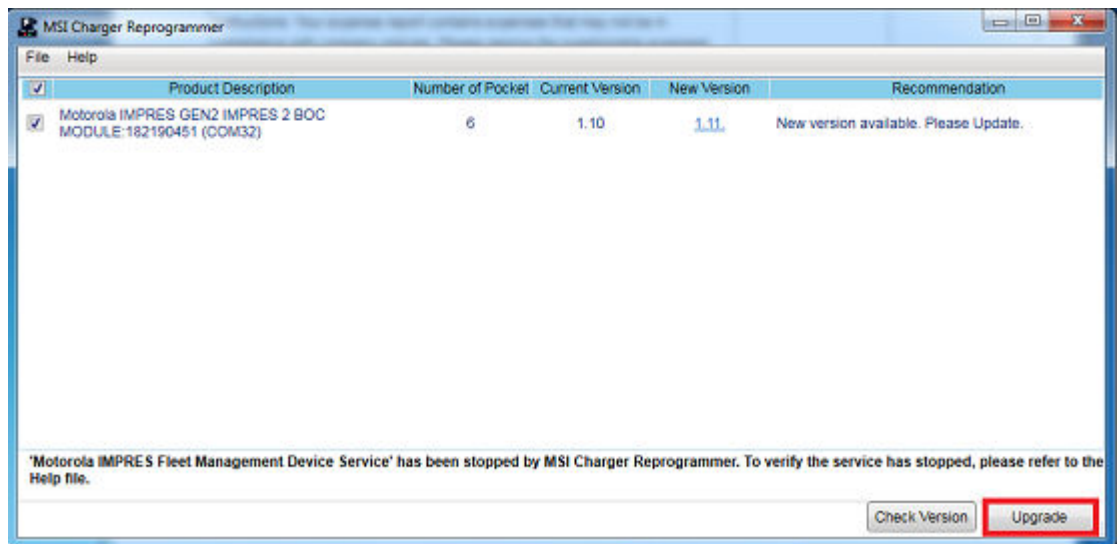 MSI Charger Reprogrammer
File Help
Product Description Number of Pocket Current Version New Version Recommendation
Motorola IMPRES GEN2 IMPRES 2 BOC
MODULE:182190451 (COM32) 6 1.10 1.11. New version available. Please Update.
'Motorola IMPRES Fleet Management Device Service' has been stopped by MSI Charger Reprogrammer. To verify the service has stopped, please refer to the
Help file.
Check Version Upgrade